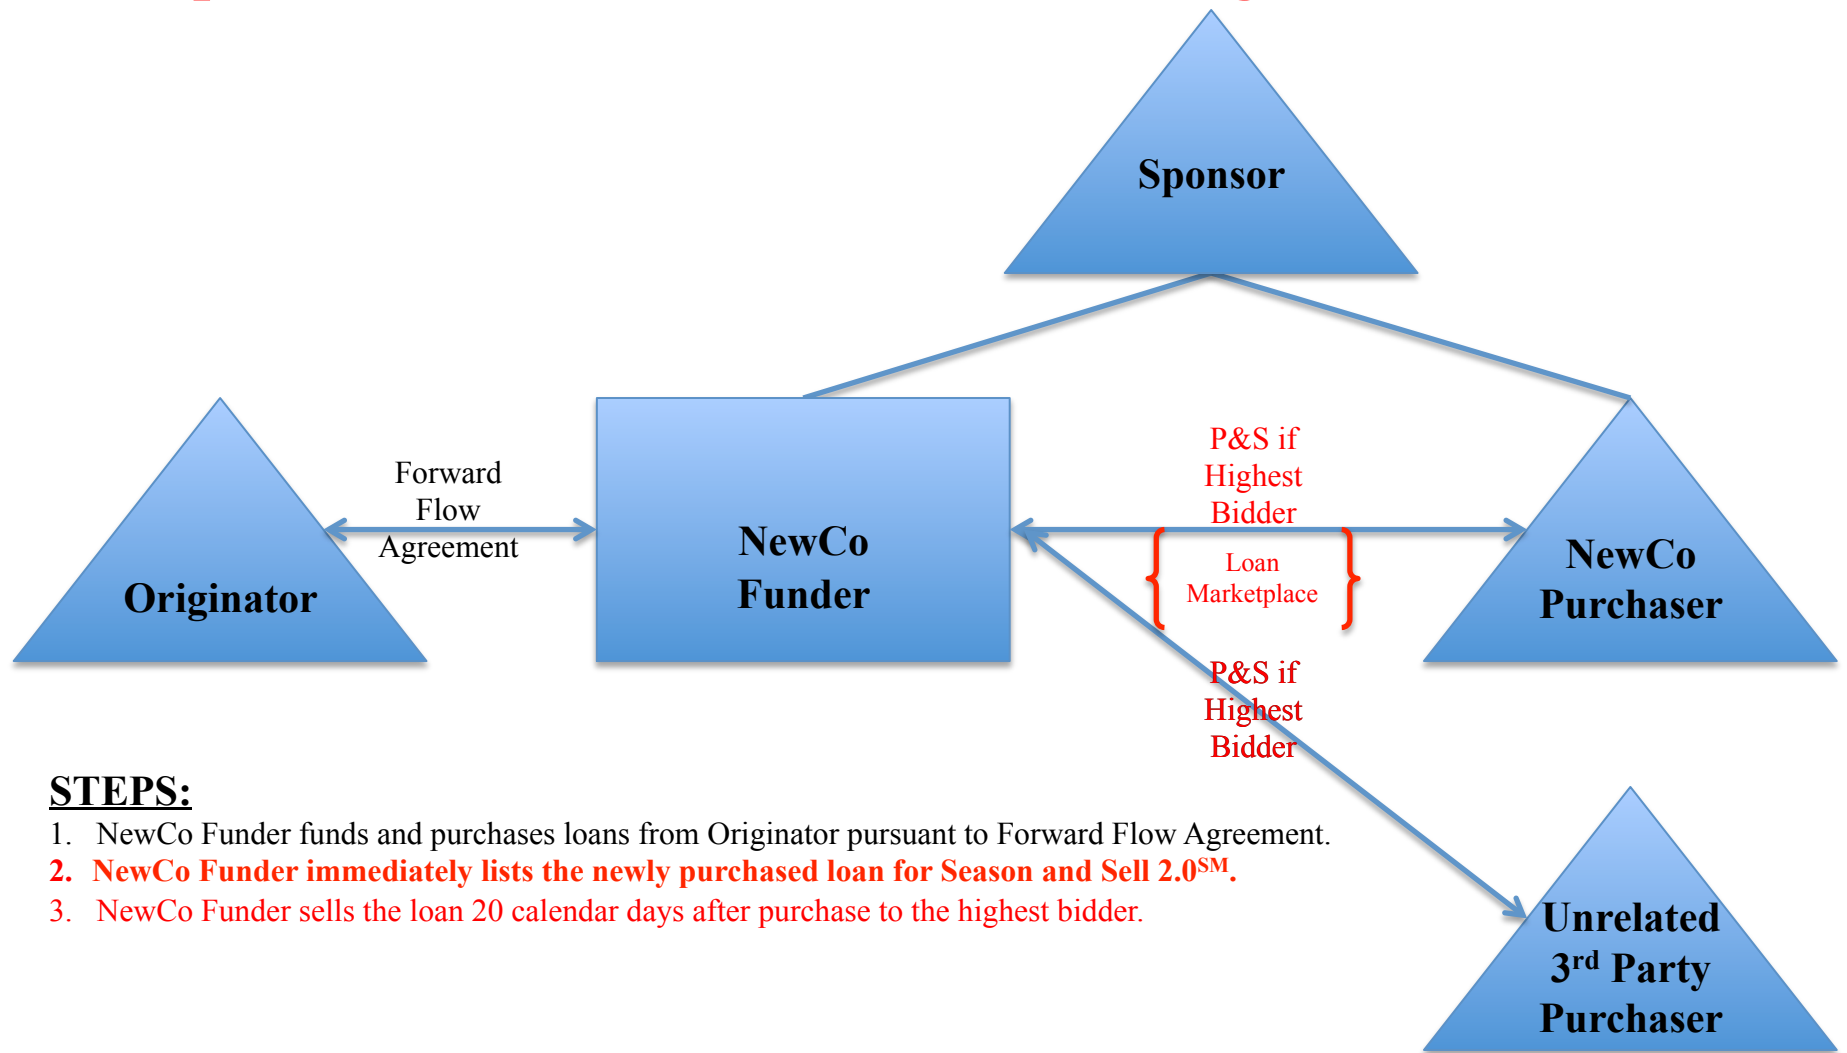 Sponsor
Forward
Flow
Agreement
Originator
NewCo
Funder
P&S if
Highest
Bidder
Loan
Marketplace
NewCo
Purchaser
P&S if
Highest
Bidder
STEPS:
1. NewCo Funder funds and purchases loans from Originator pursuant to Forward Flow Agreement.
2. NewCo Funder immediately lists the newly purchased loan for Season and Sell 2.0SM.
3. NewCo Funder sells the loan 20 calendar days after purchase to the highest bidder.
Unrelated
3rd Party
Purchaser